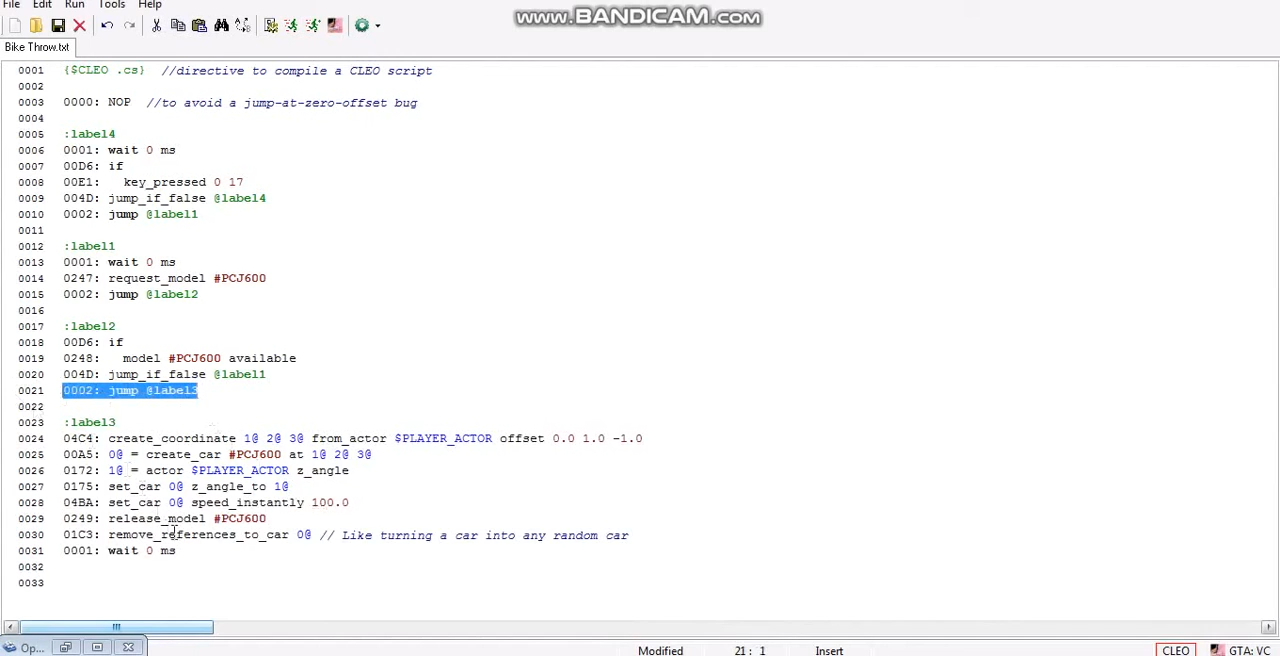 www.BANDICAM.com
File Edit Run Tools Help
Bike Throw.txt
0001 {$CLEO .cs} //directive to compile a CLEO script
0002
0003 0000: NOP //to avoid a jump-at-zero-offset bug
0004
0005 :label4
0006 0001: wait 0 ms
0007 00D6: if
0008 00E1: key_pressed 0 17
0009 004D: jump_if_false @label4
0010 0002: jump @label1
0011
0012 :label1
0013 0001: wait 0 ms
0014 0247: request_model #PCJ600
0015 0002: jump @label2
0016
0017 :label2
0018 00D6: if
0019 0248: model #PCJ600 available
0020 004D: jump_if_false @label1
0021 0002: jump @label3
0022
0023 :label3
0024 04C4: create_coordinate 1@ 2@ 3@ from_actor $PLAYER_ACTOR offset 0.0 1.0 -1.0
0025 00A5: 0@ = create_car #PCJ600 at 1@ 2@ 3@
0026 0172: 1@ = actor $PLAYER_ACTOR z_angle
0027 0175: set_car 0@ z_angle_to 1@
0028 04BA: set_car 0@ speed_instantly 100.0
0029 0249: release_model #PCJ600
0030 01C3: remove_references_to_car 0@ // Like turning a car into any random car
0031 0001: wait 0 ms
0032
0033
Op...
Modified 21: 1 Insert CLEO GTA: VC